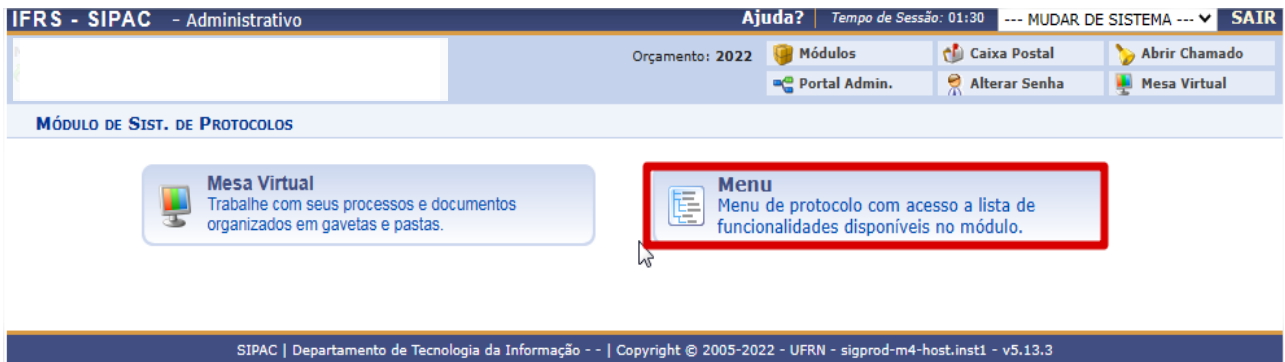 IFRS - SIPAC - Administrativo
Ajuda? Tempo de Sessão: 01:30 --- MUDAR DE SISTEMA --- SAIR
Orçamento: 2022 Módulos Caixa Postal Abrir Chamado
Portal Admin. Alterar Senha Mesa Virtual
MÓDULO DE SIST. DE PROTOCOLOS
Mesa Virtual
Trabalhe com seus processos e documentos
organizados em gavetas e pastas.
Menu
Menu de protocolo com acesso a lista de
funcionalidades disponíveis no módulo.
SIPAC | Departamento de Tecnologia da Informação - - | Copyright © 2005-2022 - UFRN - sigprod-m4-host.inst1 - v5.13.3